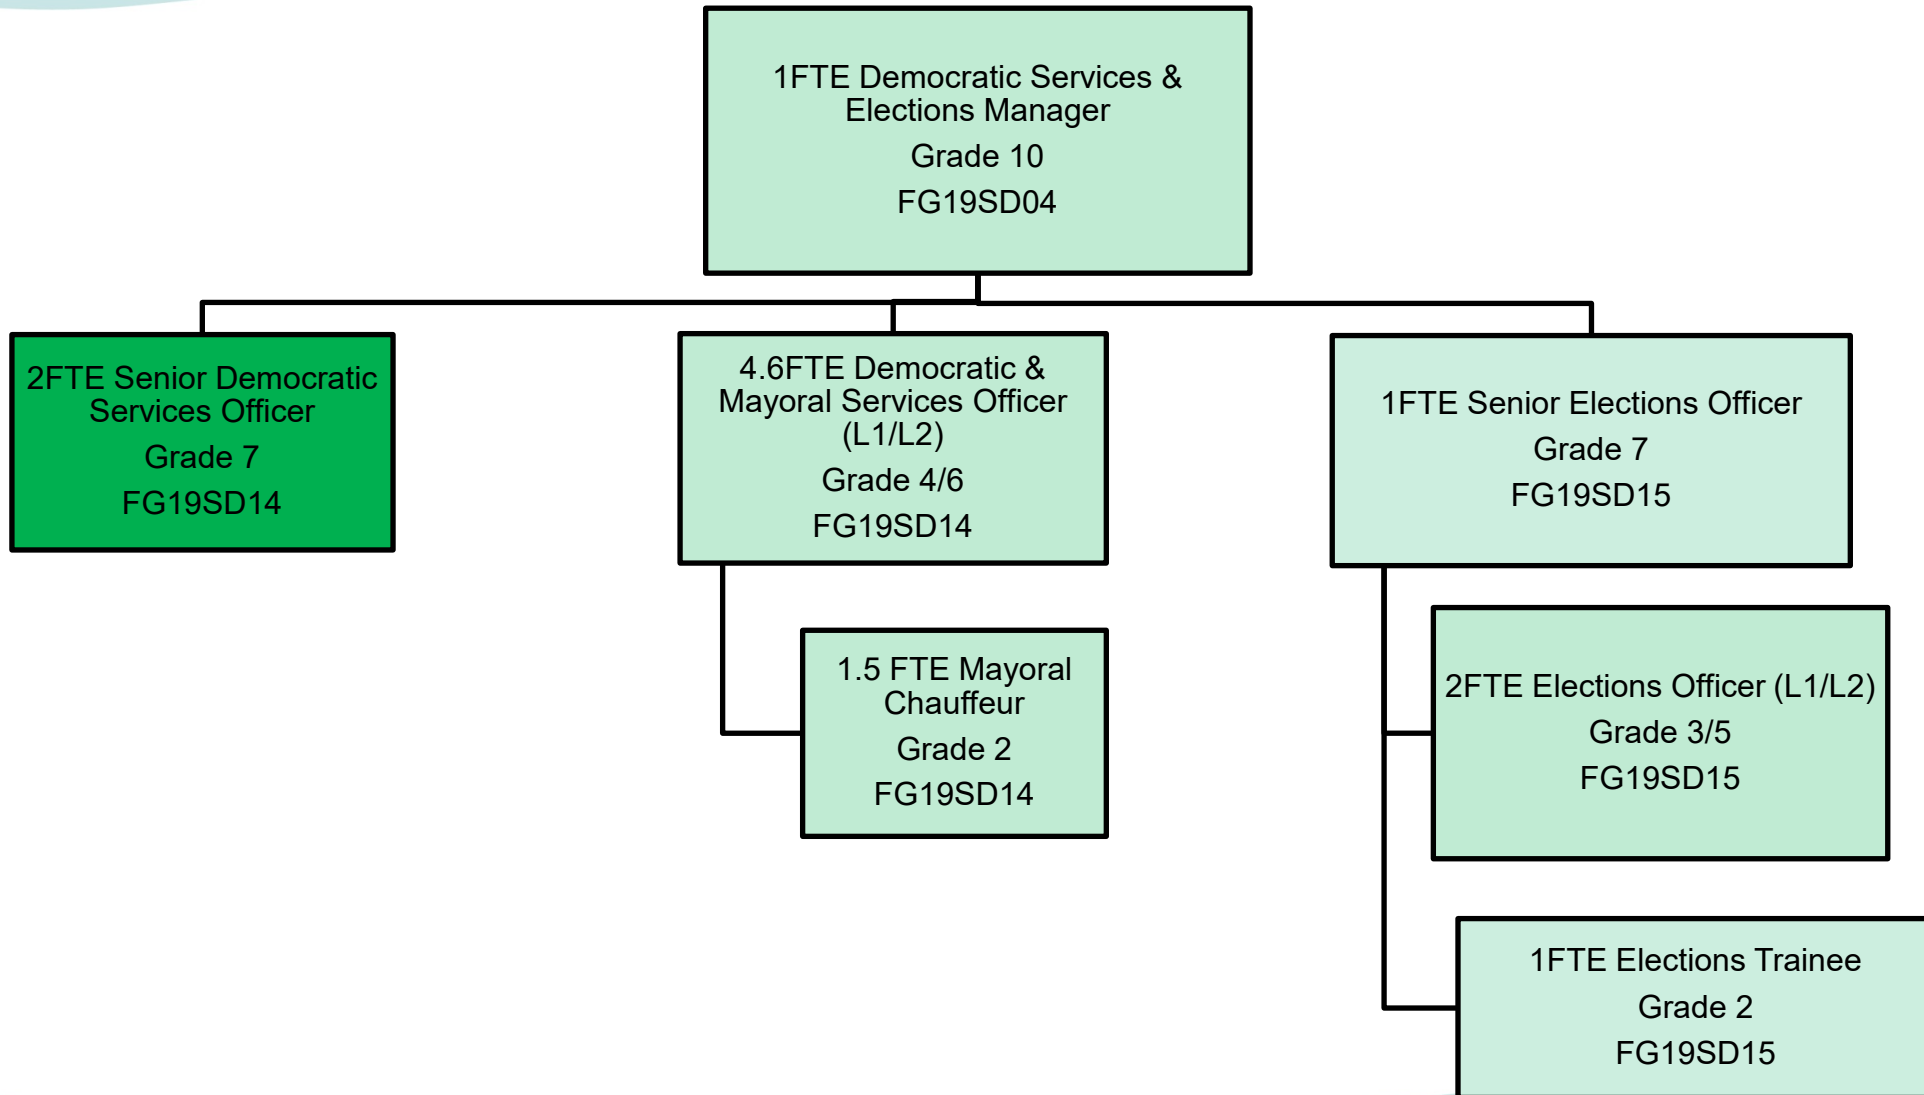 1FTE Democratic Services &
Elections Manager
Grade 10
FG19SD04
2FTE Senior Democratic
Services Officer
Grade 7
FG19SD14
4.6FTE Democratic &
Mayoral Services Officer
(L1/L2)
Grade 4/6
FG19SD14
1FTE Senior Elections Officer
Grade 7
FG19SD15
1.5 FTE Mayoral
Chauffeur
Grade 2
FG19SD14
2FTE Elections Officer (L1/L2)
Grade 3/5
FG19SD15
1FTE Elections Trainee
Grade 2
FG19SD15